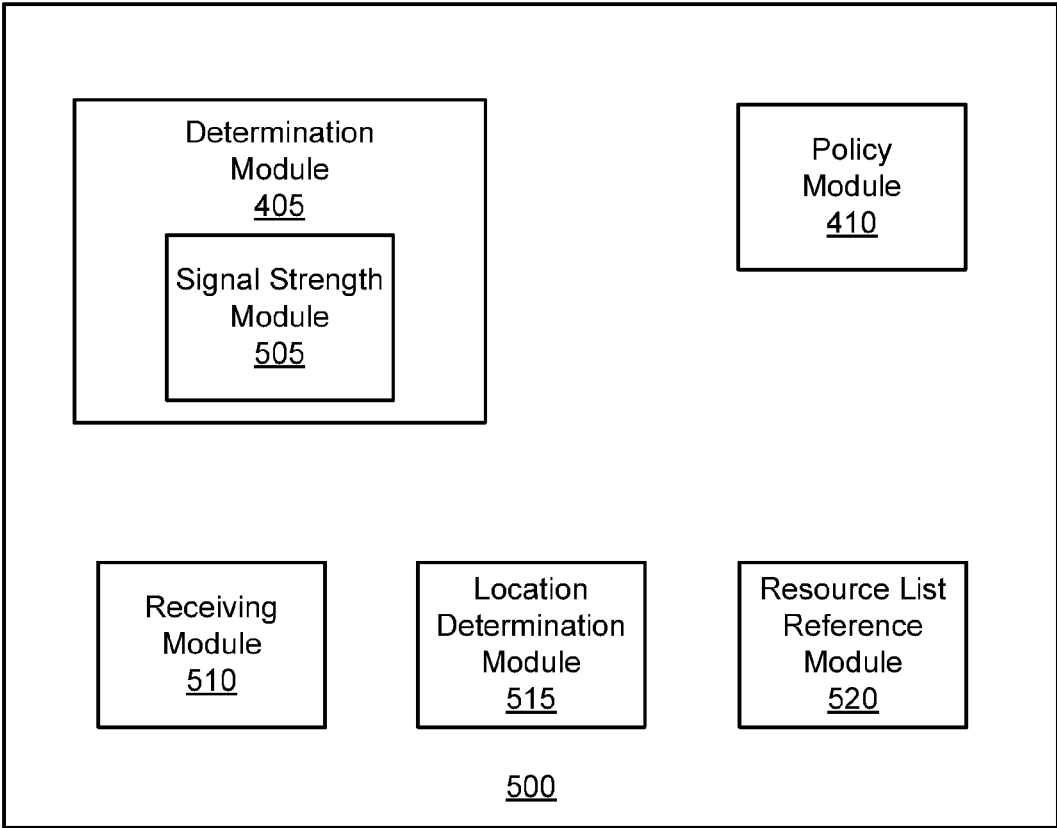 Determination
Module
405
Signal Strength
Module
505
Policy
Module
410
Receiving
Module
510
Location
Determination
Module
515
Resource List
Reference
Module
520
500